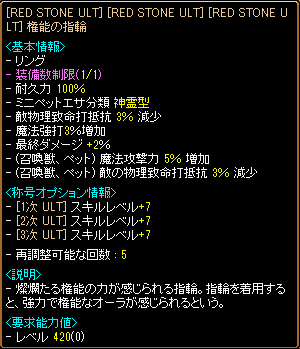 [RED STONE ULT] [RED STONE ULT] [RED STONE UL
T] 権能の指輪
<基本情報>
- リング
- 装備数制限(1/1)
- 耐久力 100%
- ミニペットエサ分類 神霊型
- 敵物理致命打抵抗 3% 減少
- 魔法強打3%増加
- 最終ダメージ +2%
- (召喚獣、ペット) 魔法攻撃力 5% 増加
- (召喚獣、ペット) 敵の物理致命打抵抗 3% 減少
<称号オプション情報>
- [1次 ULT] スキルレベル+7
- [2次 ULT] スキルレベル+7
- [3次 ULT] スキルレベル+7
- 再調整可能な回数 : 5
<説明>
- 燦爛たる権能の力が感じられる指輪。指輪を着用すると、強力で権能なオーラが感じられるという。
<要求能力値>
- レベル 420(0)